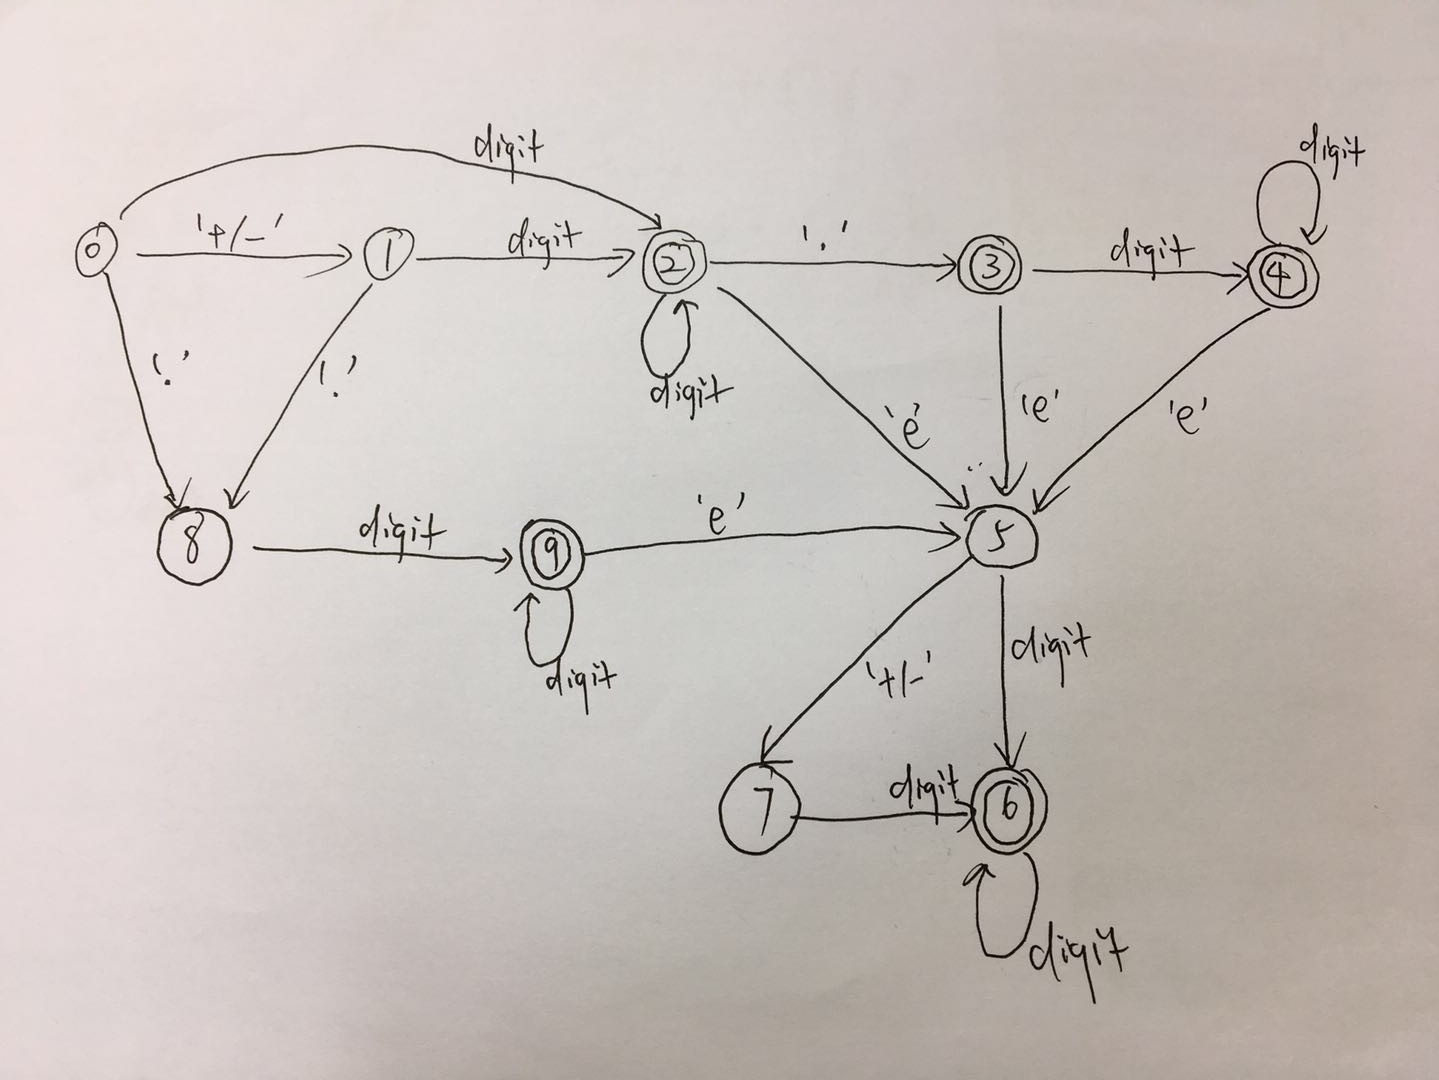 digit
digit
0 '+/-' 1 digit 2 '.' 3 digit 4
'.' '.' digit 'e' 'e' 'e'
8 digit 9 'e' 5
digit '+/-' digit
7 digit 6
digit